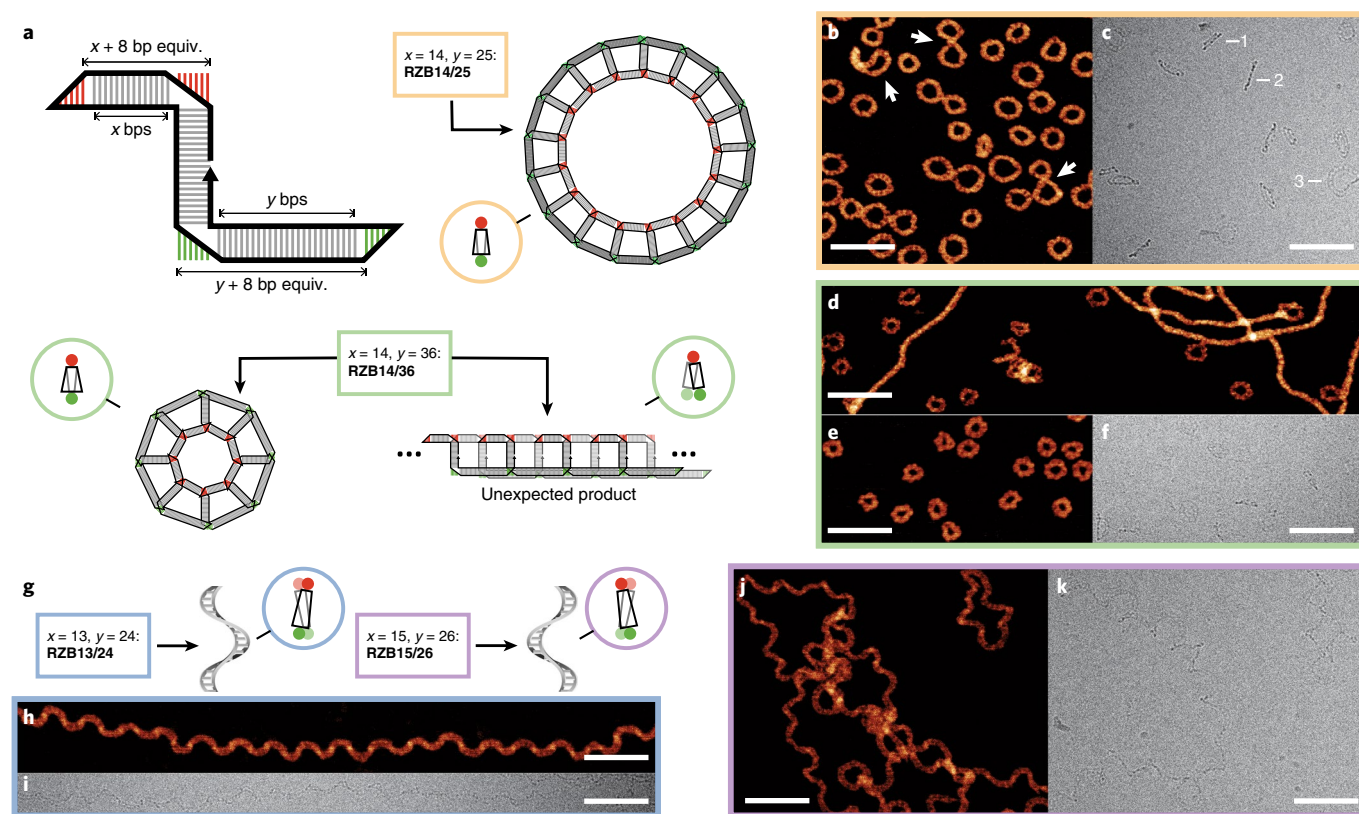 a
x + 8 bp equiv.
x bps
y bps
y + 8 bp equiv.
x = 14, y = 25:
RZB14/25
x = 14, y = 36:
RZB14/36
Unexpected product
b
c
1
2
3
d
e
f
g
x = 13, y = 24:
RZB13/24
x = 15, y = 26:
RZB15/26
h
i
j
k